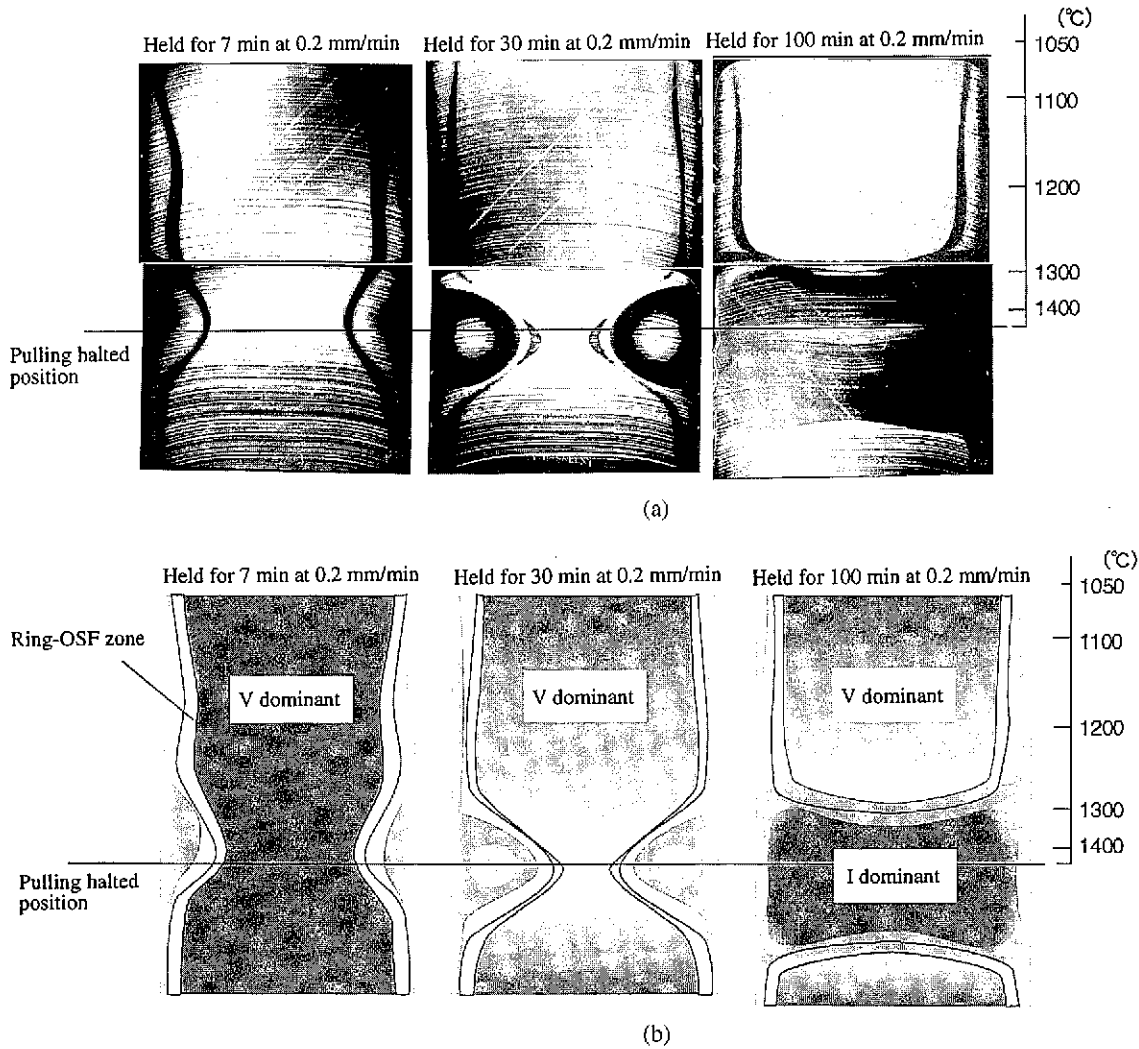 (℃)
Held for 7 min at 0.2 mm/min Held for 30 min at 0.2 mm/min Held for 100 min at 0.2 mm/min
1050
1100
1200
1300
1400
Pulling halted
position
(a)
(℃)
Held for 7 min at 0.2 mm/min Held for 30 min at 0.2 mm/min Held for 100 min at 0.2 mm/min
1050
Ring-OSF zone
1100
V dominant V dominant V dominant
1200
1300
1400
Pulling halted
position
I dominant
(b)